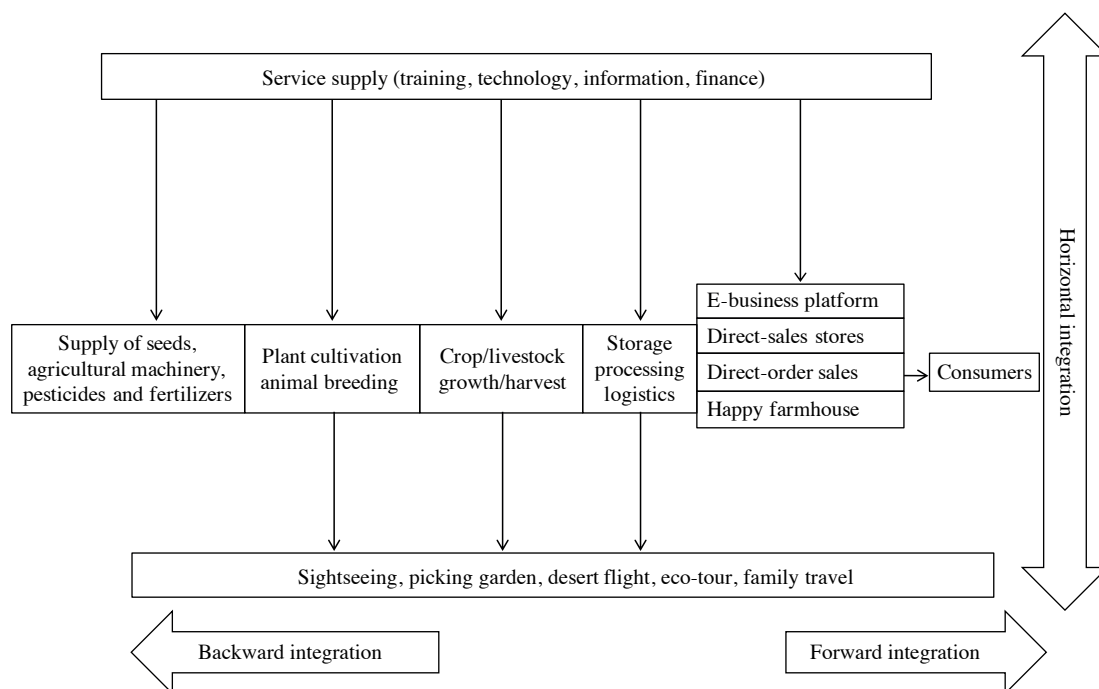 Service supply (training, technology, information, finance)
Supply of seeds,
agricultural machinery,
pesticides and fertilizers
Plant cultivation
animal breeding
Crop/livestock
growth/harvest
Storage
processing
logistics
E-business platform
Direct-sales stores
Direct-order sales
Happy farmhouse
Consumers
Horizontal integration
Sightseeing, picking garden, desert flight, eco-tour, family travel
Backward integration
Forward integration